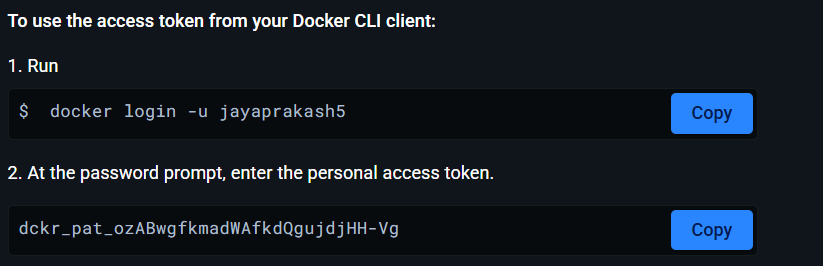 To use the access token from your Docker CLI client:
1. Run
$ docker login -u jayaprakash5
Copy
2. At the password prompt, enter the personal access token.
dckr_pat_ozABwgfkmadWAfkdQgujdjHH-Vg
Copy